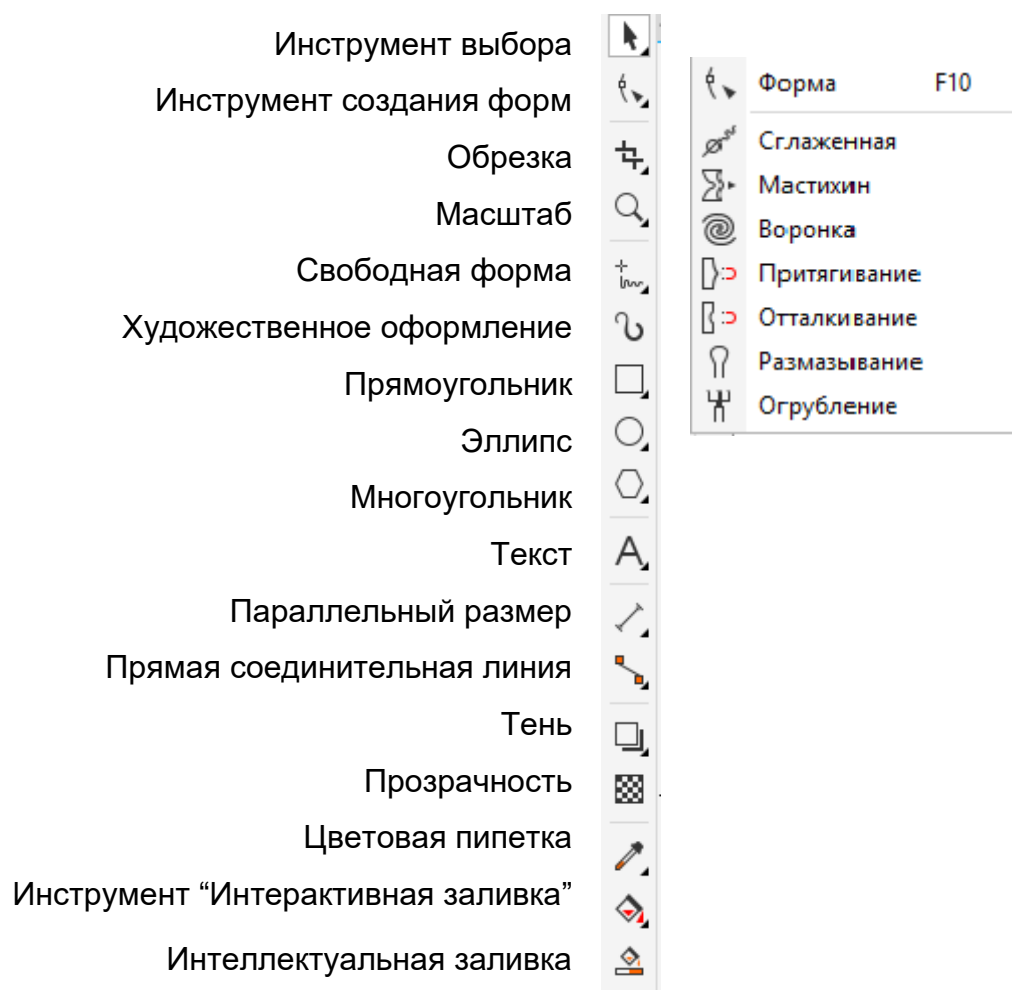 Инструмент выбора
Инструмент создания форм
Обрезка
Масштаб
Свободная форма
Художественное оформление
Прямоугольник
Эллипс
Многоугольник
Текст
Параллельный размер
Прямая соединительная линия
Тень
Прозрачность
Цветовая пипетка
Инструмент “Интерактивная заливка”
Интеллектуальная заливка
Форма F10
Сглаженная
Мастихин
Воронка
Притягивание
Отталкивание
Размазывание
Огрубление